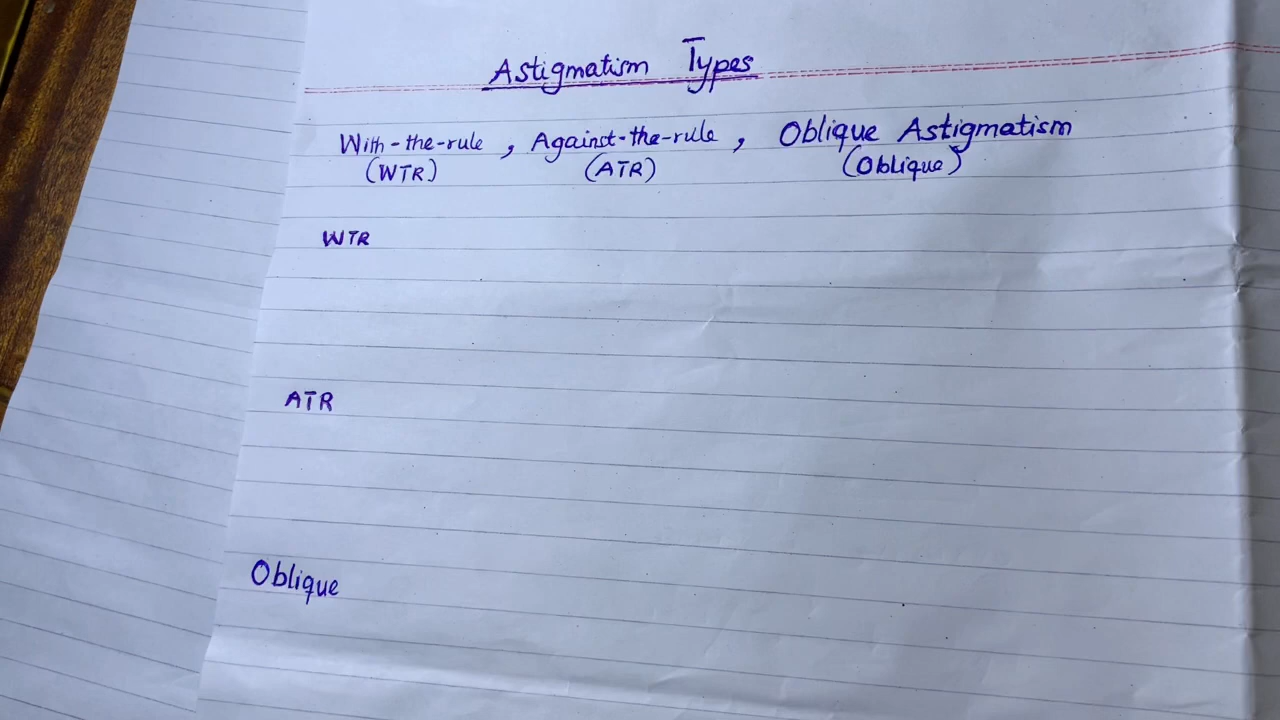 Astigmatism Types
With-the-rule, Against-the-rule, Oblique Astigmatism
(WTR) (ATR) (Oblique)
WTR
ATR
Oblique